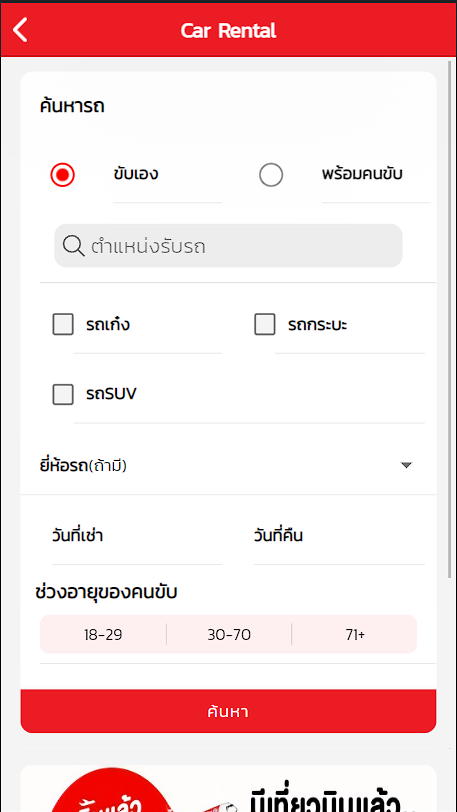 Car Rental
ค้นหารถ
ขับเอง พร้อมคนขับ
ตำแหน่งรับรถ
รถเก๋ง รถกระบะ
รถSUV
ยี่ห้อรถ(ถ้ามี)
วันที่เช่า วันที่คืน
ช่วงอายุของคนขับ
18-29 30-70 71+
ค้นหา
มีเที่ยวบินแล้ว